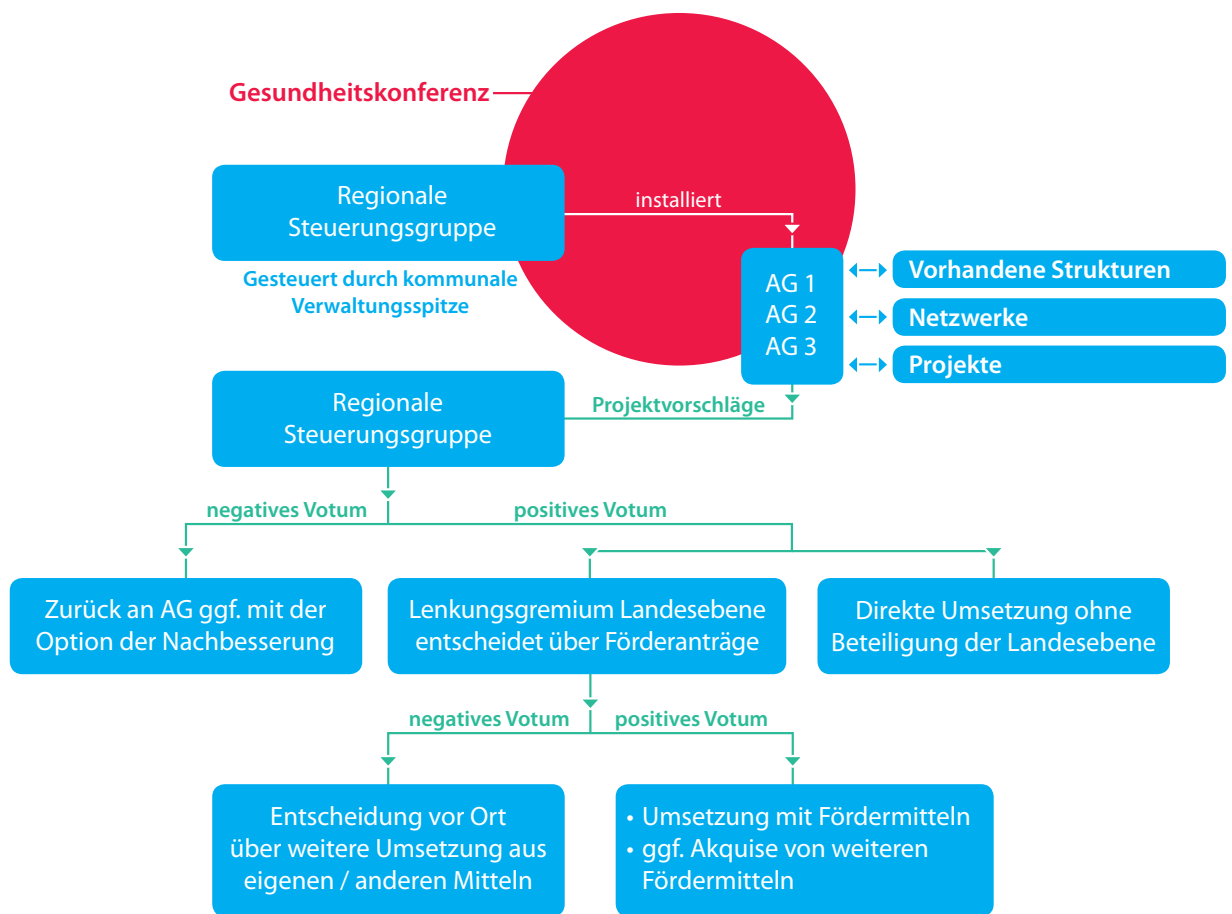 Gesundheitskonferenz
Regionale
Steuerungsgruppe
installiert
Gesteuert durch kommunale
Verwaltungsspitze
AG 1
AG 2
AG 3
Vorhandene Strukturen
Netzwerke
Projekte
Regionale
Steuerungsgruppe
Projektvorschläge
negatives Votum
positives Votum
Zurück an AG ggf. mit der
Option der Nachbesserung
Lenkungsgremium Landesebene
entscheidet über Förderanträge
Direkte Umsetzung ohne
Beteiligung der Landesebene
negatives Votum
positives Votum
Entscheidung vor Ort
über weitere Umsetzung aus
eigenen / anderen Mitteln
• Umsetzung mit Fördermitteln
• ggf. Akquise von weiteren
Fördermitteln